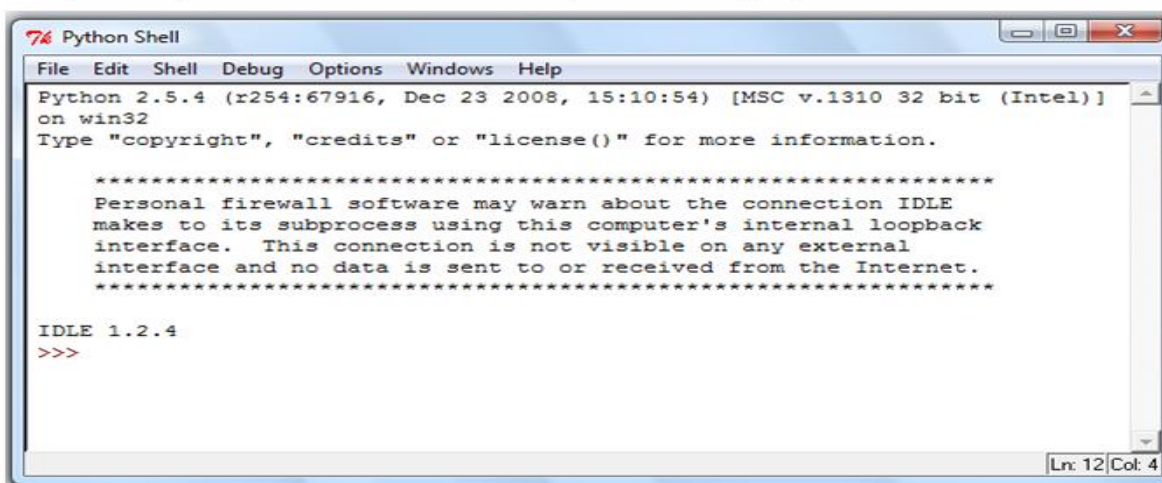 Python Shell
File Edit Shell Debug Options Windows Help
Python 2.5.4 (r254:67916, Dec 23 2008, 15:10:54) [MSC v.1310 32 bit (Intel)]
on win32
Type "copyright", "credits" or "license()" for more information.
****************************************************************
Personal firewall software may warn about the connection IDLE
makes to its subprocess using this computer's internal loopback
interface.  This connection is not visible on any external
interface and no data is sent to or received from the Internet.
****************************************************************
IDLE 1.2.4
>>>
Ln: 12 Col: 4